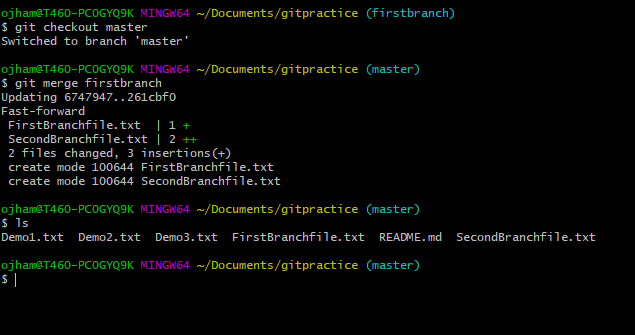 ojham@T460-PC0GYQ9K MINGW64 ~/Documents/gitpractice (firstbranch)
$ git checkout master
Switched to branch 'master'
ojham@T460-PC0GYQ9K MINGW64 ~/Documents/gitpractice (master)
$ git merge firstbranch
Updating 6747947..261cbf0
Fast-forward
 FirstBranchfile.txt  | 1 +
 SecondBranchfile.txt | 2 ++
 2 files changed, 3 insertions(+)
 create mode 100644 FirstBranchfile.txt
 create mode 100644 SecondBranchfile.txt
ojham@T460-PC0GYQ9K MINGW64 ~/Documents/gitpractice (master)
$ ls
Demo1.txt  Demo2.txt  Demo3.txt  FirstBranchfile.txt  README.md  SecondBranchfile.txt
ojham@T460-PC0GYQ9K MINGW64 ~/Documents/gitpractice (master)
$